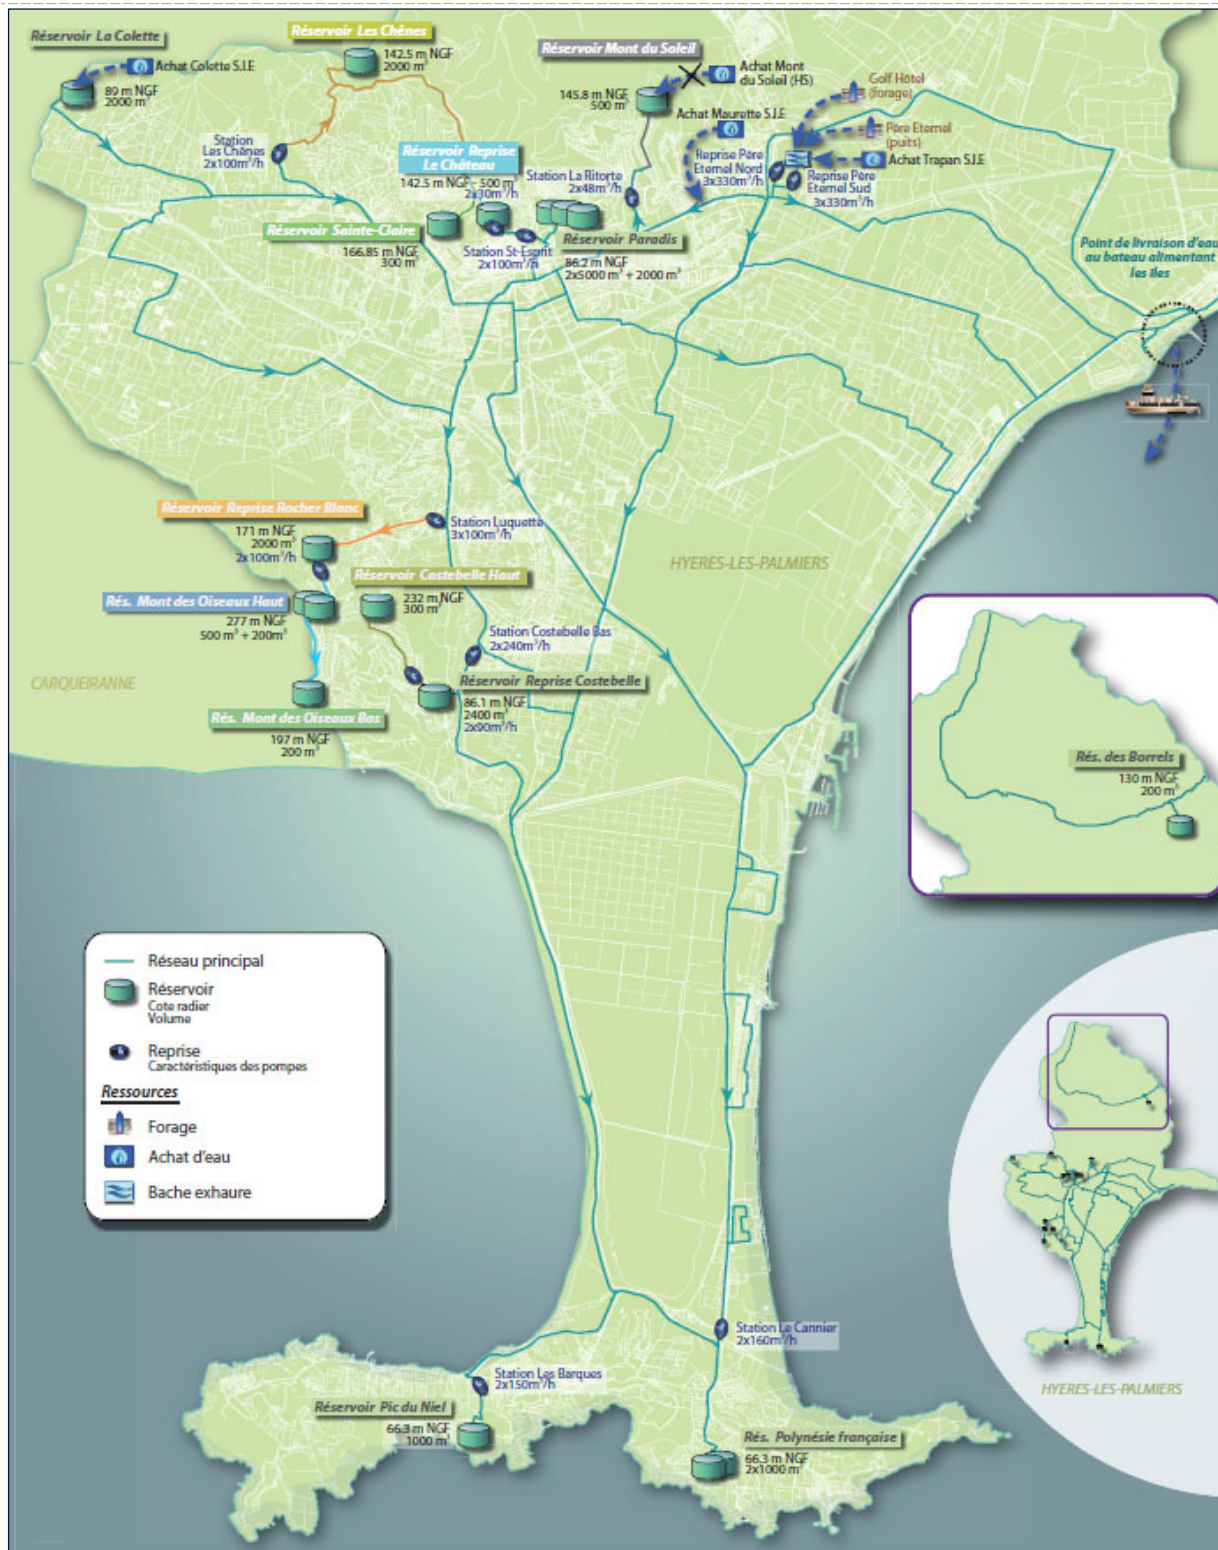 Réservoir La Colette
Achat Colette S.I.E
89 m NGF
2000 m³
Réservoir Les Chênes
142.5 m NGF
2000 m³
Station
Les Chênes
2x100m³/h
Réservoir Mont du Soleil
145.8 m NGF
500 m³
Achat Mont
du Soleil (HS)
Achat Maurette S.I.E
Golf Hôtel
(forage)
Père Eternel
(puits)
Achat Trapan S.I.E
Reprise Père
Eternel Nord
3x330m³/h
Reprise Père
Eternel Sud
3x330m³/h
Réservoir Reprise
Le Château
142.5 m NGF - 500 m³
2x30m³/h
Station La Ritorte
2x48m³/h
Réservoir Sainte-Claire
166.85 m NGF
300 m³
Station St-Esprit
2x100m³/h
Réservoir Paradis
86.2 m NGF
2x5000 m³ + 2000 m³
Point de livraison d'eau
au bateau alimentant
les îles
Réservoir Reprise Rocher Blanc
171 m NGF
2000 m³
2x100m³/h
Station Luquette
3x100m³/h
HYERES-LES-PALMIERS
Réservoir Costebelle Haut
232 m NGF
300 m³
Rés. Mont des Oiseaux Haut
277 m NGF
500 m³ + 200m³
Station Costebelle Bas
2x240m³/h
CARQUEIRANNE
Réservoir Reprise Costebelle
86.1 m NGF
2400 m³
2x90m³/h
Rés. Mont des Oiseaux Bas
197 m NGF
200 m³
Rés. des Borrels
130 m NGF
200 m³
Réseau principal
Réservoir
Cote radier
Volume
Reprise
Caractéristiques des pompes
Ressources
Forage
Achat d'eau
Bache exhaure
Station Le Cannier
2x160m³/h
Station Les Barques
2x150m³/h
Réservoir Pic du Niel
66.3 m NGF
1000 m³
Rés. Polynésie française
66.3 m NGF
2x1000 m³
HYERES-LES-PALMIERS